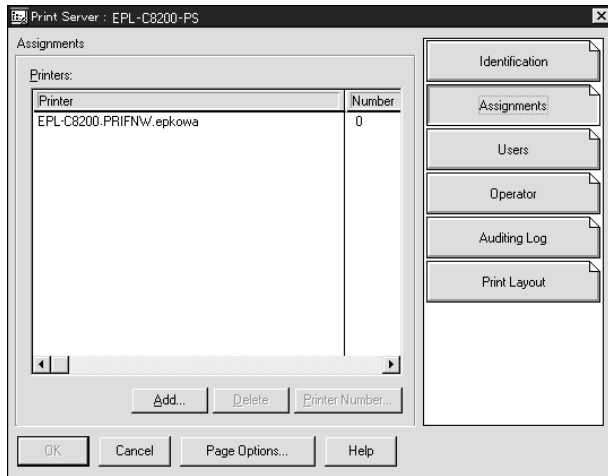 Print Server : EPL-C8200-PS
Assignments
Printers:
Printer Number
EPL-C8200.PRIFNW.epkowa 0
Add... Delete Printer Number...
OK Cancel Page Options... Help
Identification
Assignments
Users
Operator
Auditing Log
Print Layout